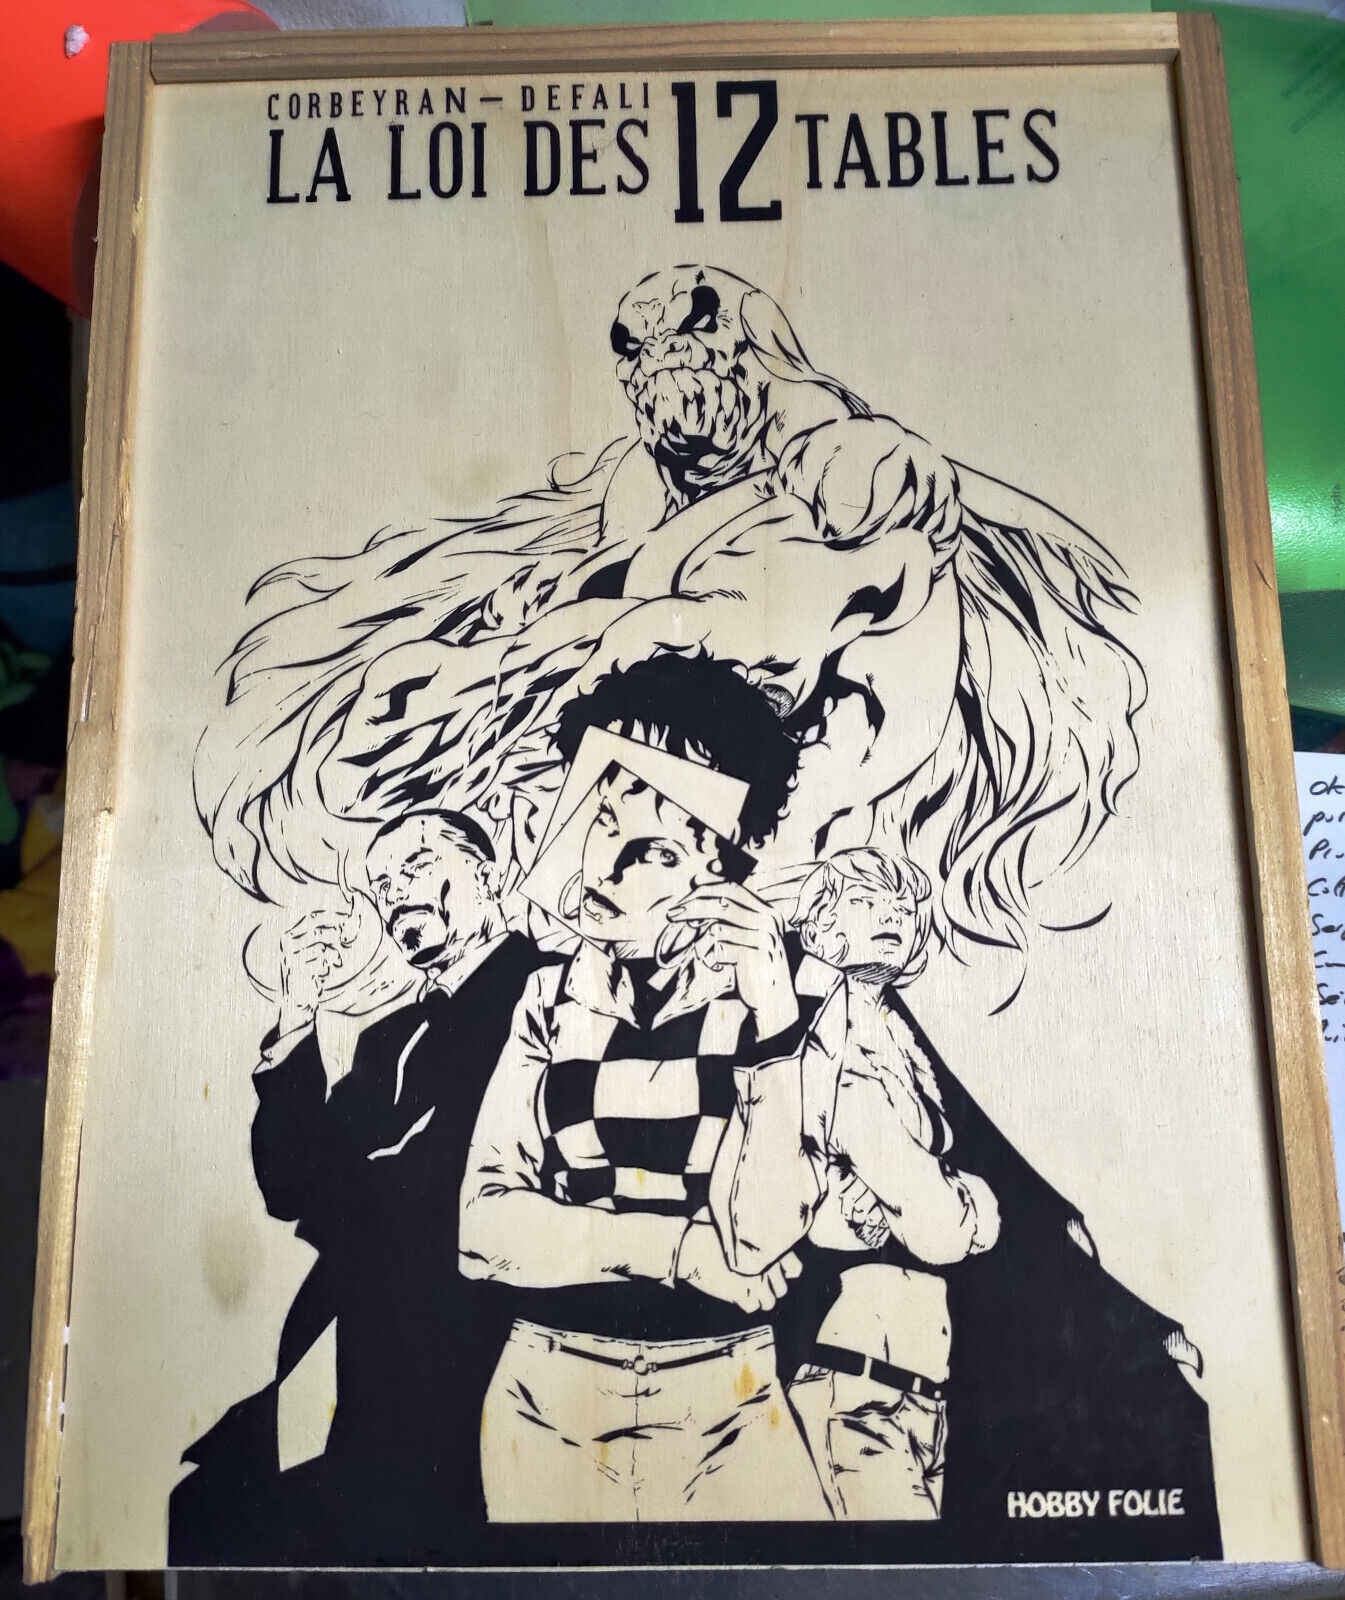 CORBEYRAN – DEFALI
LA LOI DES 12 TABLES
HOBBY FOLIE